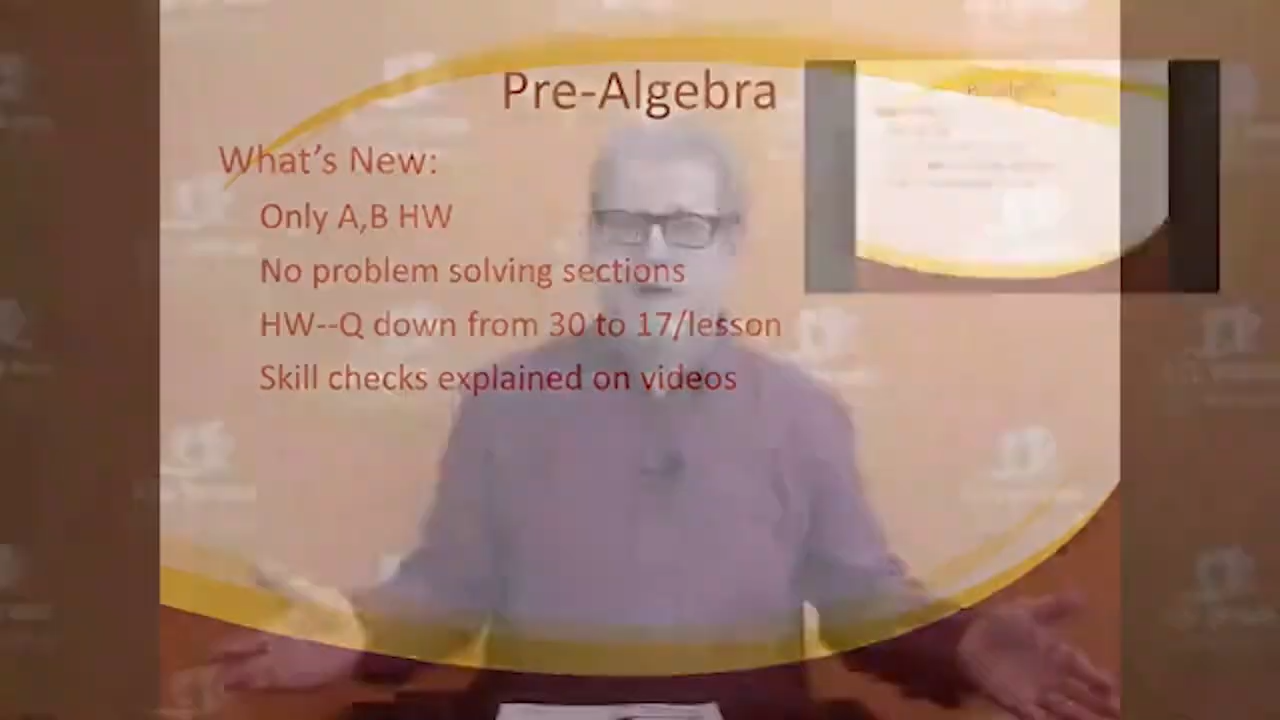 Pre-Algebra
What's New:
Only A,B HW
No problem solving sections
HW--Q down from 30 to 17/lesson
Skill checks explained on videos